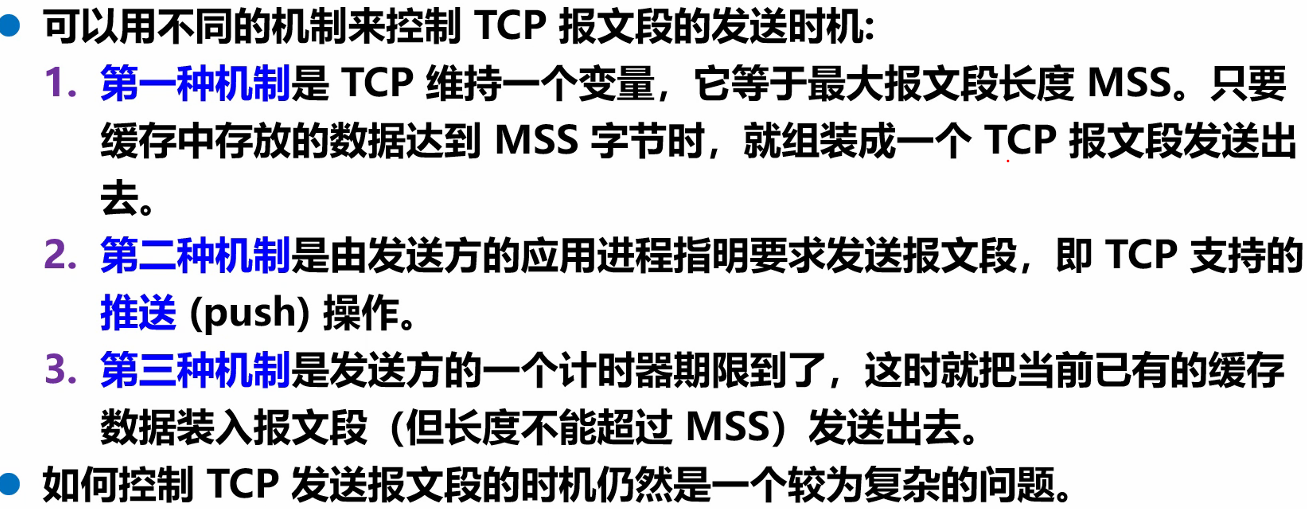 可以用不同的机制来控制 TCP 报文段的发送时机:
1. 第一种机制是 TCP 维持一个变量，它等于最大报文段长度 MSS。只要
缓存中存放的数据达到 MSS 字节时，就组装成一个 TCP 报文段发送出
去。
2. 第二种机制是由发送方的应用进程指明要求发送报文段，即 TCP 支持的
推送 (push) 操作。
3. 第三种机制是发送方的一个计时器期限到了，这时就把当前已有的缓存
数据装入报文段（但长度不能超过 MSS）发送出去。
如何控制 TCP 发送报文段的时机仍然是一个较为复杂的问题。